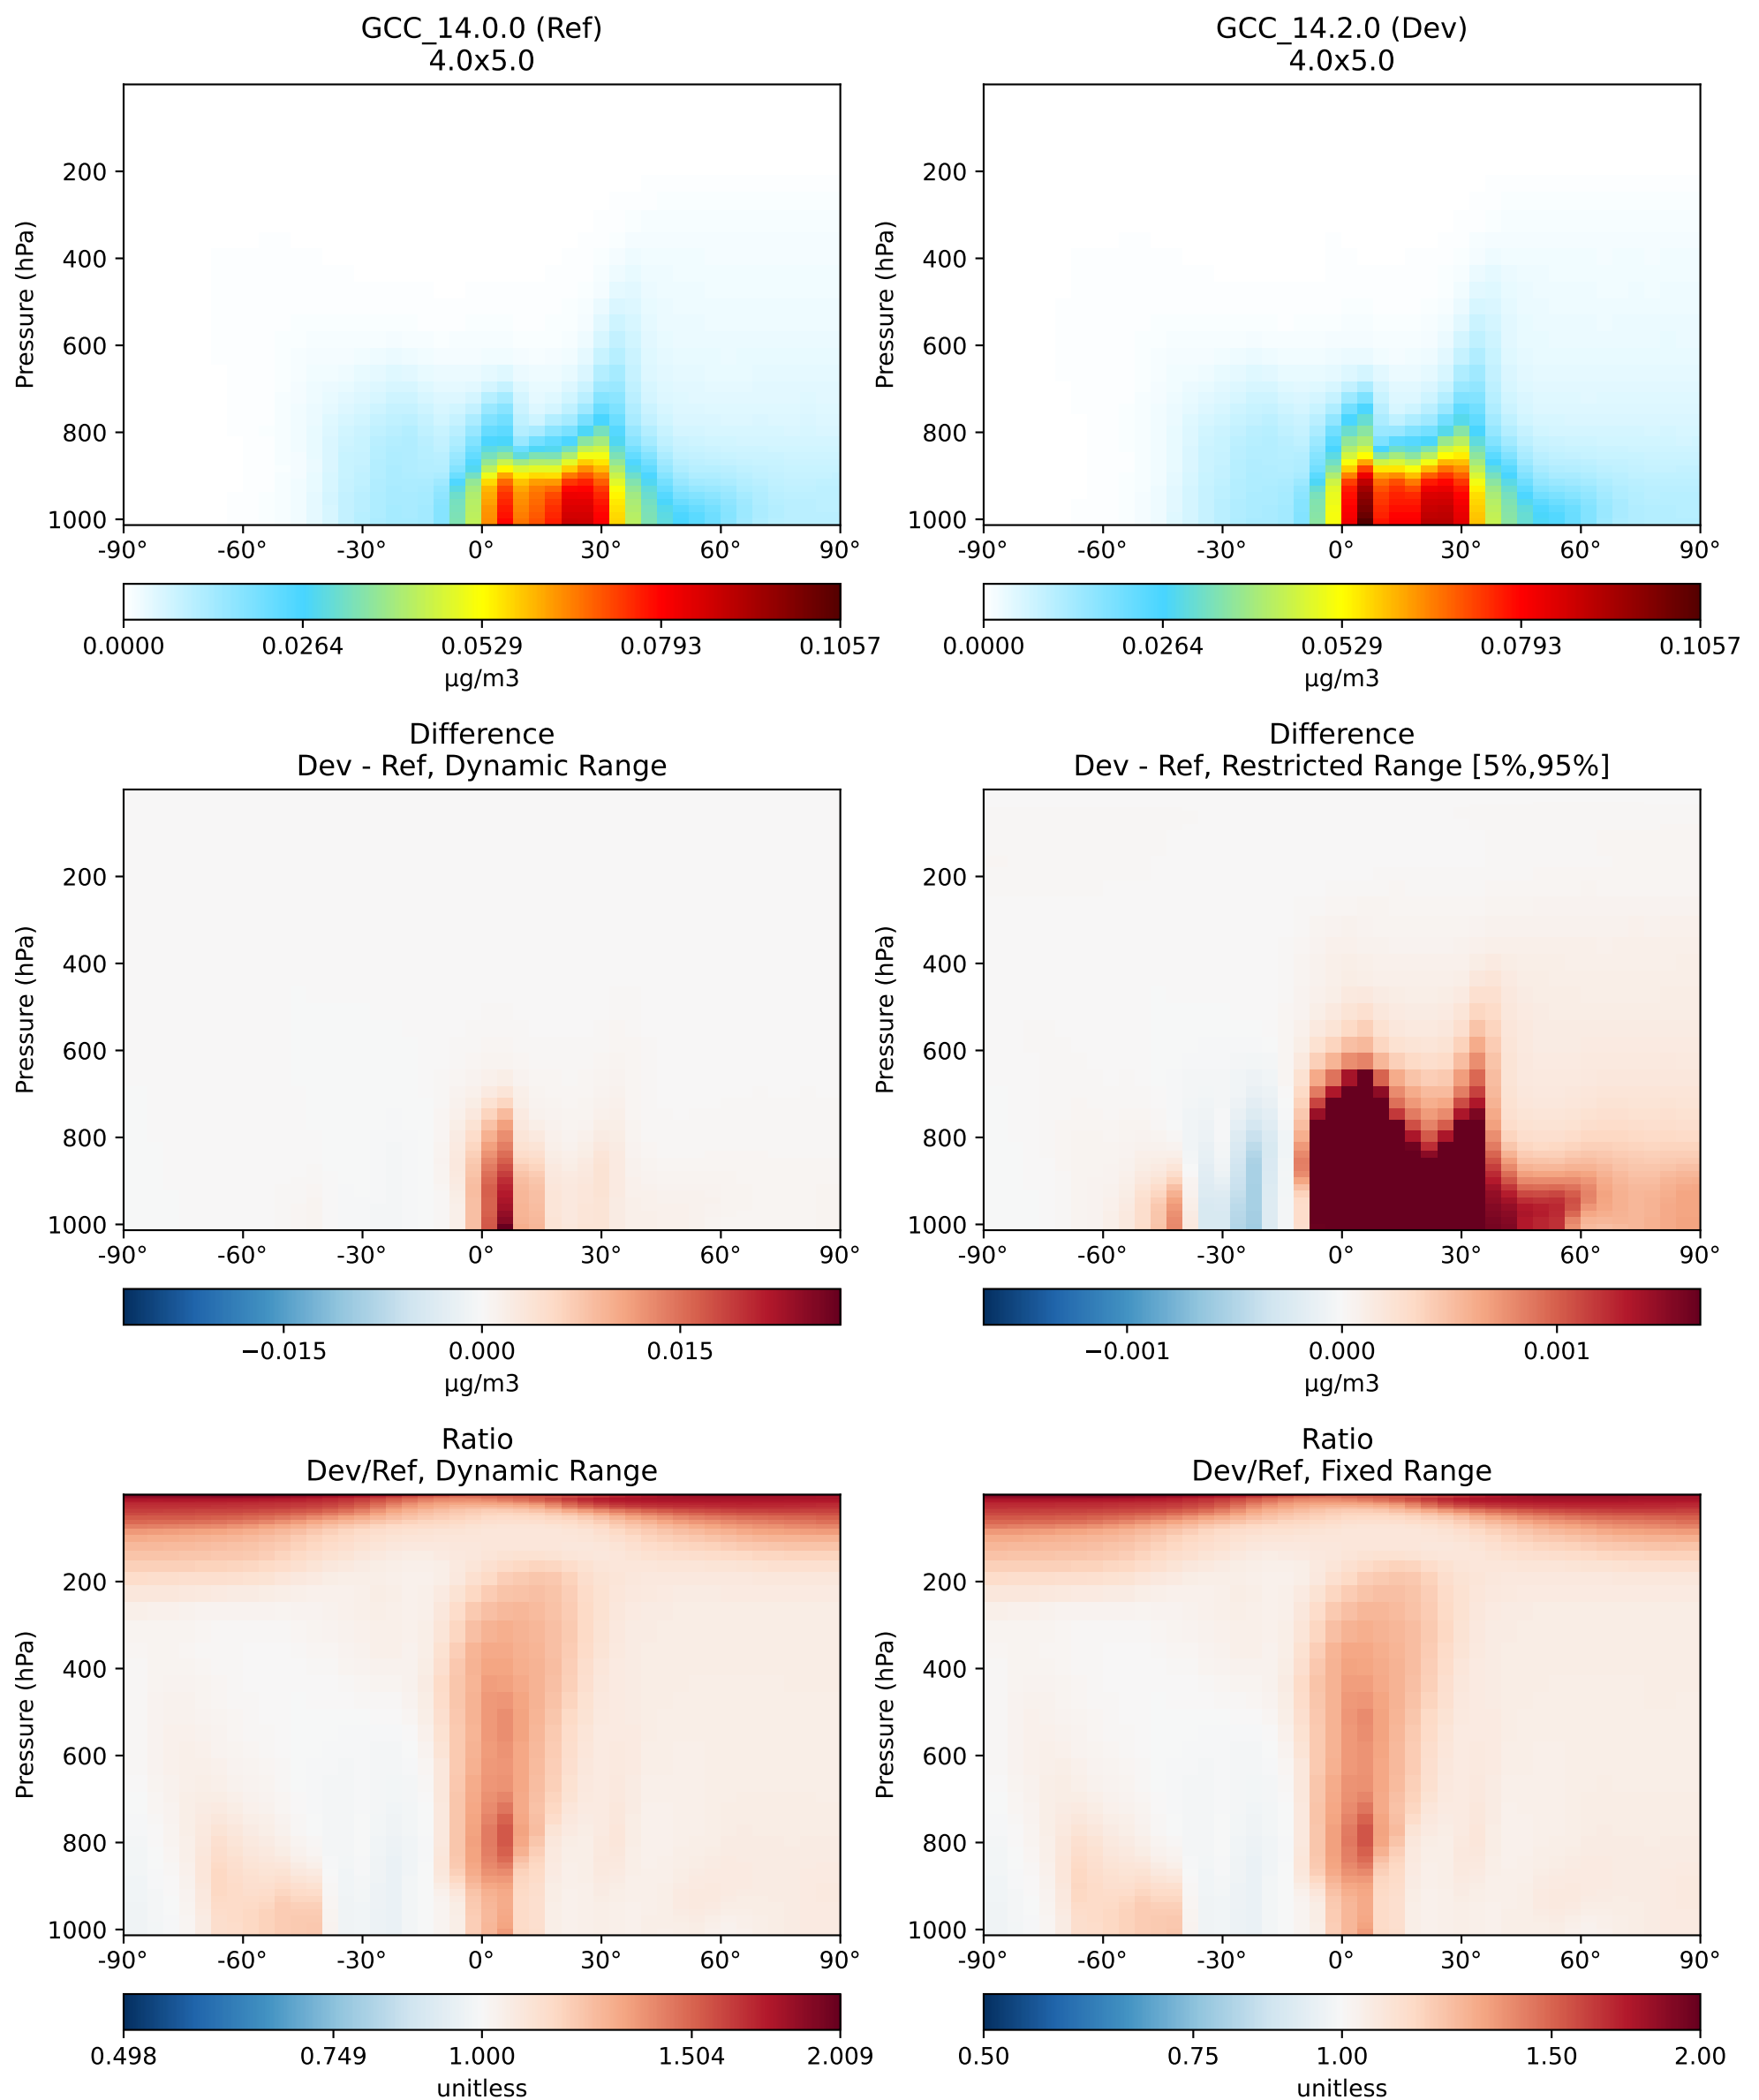 GCC_14.0.0 (Ref)
4.0x5.0
GCC_14.2.0 (Dev)
4.0x5.0
Pressure (hPa)
200
400
600
800
1000
-90° -60° -30° 0° 30° 60° 90°
0.0000 0.0264 0.0529 0.0793 0.1057
µg/m3
Pressure (hPa)
200
400
600
800
1000
-90° -60° -30° 0° 30° 60° 90°
0.0000 0.0264 0.0529 0.0793 0.1057
µg/m3
Difference
Dev - Ref, Dynamic Range
Difference
Dev - Ref, Restricted Range [5%,95%]
Pressure (hPa)
200
400
600
800
1000
-90° -60° -30° 0° 30° 60° 90°
−0.015 0.000 0.015
µg/m3
Pressure (hPa)
200
400
600
800
1000
-90° -60° -30° 0° 30° 60° 90°
−0.001 0.000 0.001
µg/m3
Ratio
Dev/Ref, Dynamic Range
Ratio
Dev/Ref, Fixed Range
Pressure (hPa)
200
400
600
800
1000
-90° -60° -30° 0° 30° 60° 90°
0.498 0.749 1.000 1.504 2.009
unitless
Pressure (hPa)
200
400
600
800
1000
-90° -60° -30° 0° 30° 60° 90°
0.50 0.75 1.00 1.50 2.00
unitless